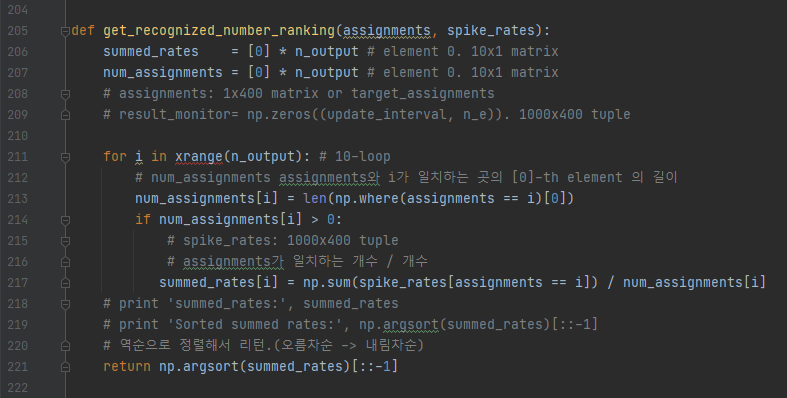 204
205 def get_recognized_number_ranking(assignments, spike_rates):
206     summed_rates    = [0] * n_output # element 0. 10x1 matrix
207     num_assignments = [0] * n_output # element 0. 10x1 matrix
208     # assignments: 1x400 matrix or target_assignments
209     # result_monitor= np.zeros((update_interval, n_e)). 1000x400 tuple
210
211     for i in xrange(n_output): # 10-loop
212         # num_assignments assignments와 i가 일치하는 곳의 [0]-th element 의 길이
213         num_assignments[i] = len(np.where(assignments == i)[0])
214         if num_assignments[i] > 0:
215             # spike_rates: 1000x400 tuple
216             # assignments가 일치하는 개수 / 개수
217            summed_rates[i] = np.sum(spike_rates[assignments == i]) / num_assignments[i]
218     # print 'summed_rates:', summed_rates
219     # print 'Sorted summed rates:', np.argsort(summed_rates)[::-1]
220     # 역순으로 정렬해서 리턴.(오름차순 -> 내림차순)
221     return np.argsort(summed_rates)[::-1]
222